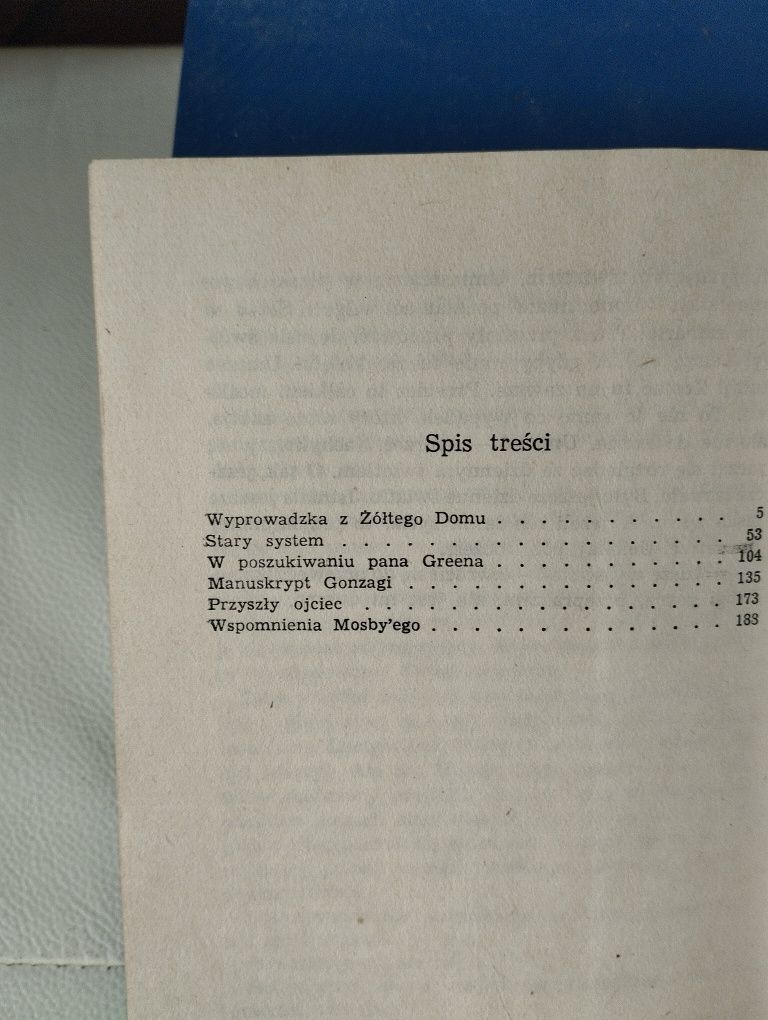 Spis treści
Wyprowadzka z Żółtego Domu . . . . . . . . . . . 5
Stary system . . . . . . . . . . . . . . . . . 53
W poszukiwaniu pana Greena . . . . . . . . . . . 104
Manuskrypt Gonzagi . . . . . . . . . . . . . . 135
Przyszły ojciec . . . . . . . . . . . . . . . . 173
Wspomnienia Mosby'ego . . . . . . . . . . . . . 183